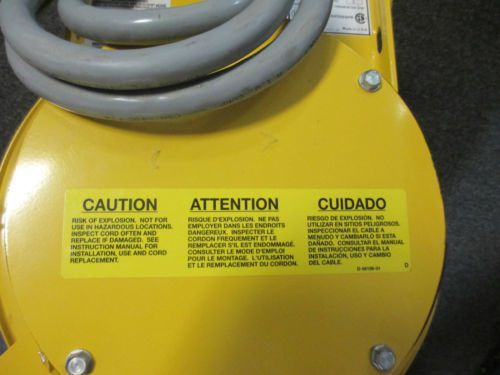 CAUTION
RISK OF EXPLOSION. NOT FOR
USE IN HAZARDOUS LOCATIONS.
INSPECT CORD OFTEN AND
REPLACE IF DAMAGED. SEE
INSTRUCTION MANUAL FOR
INSTALLATION, USE AND CORD
REPLACEMENT.
ATTENTION
RISQUE D'EXPLOSION. NE PAS
EMPLOYER DANS LES ENDROITS
DANGEREUX. INSPECTER LE
CORDON FREQUEMENT ET LE
REMPLACER S'IL EST ENDOMMAGÉ.
CONSULTER LE MODE D'EMPLOI
POUR LE MONTAGE. L'UTILISATION
ET LE REMPLACEMENT DU CORDON.
CUIDADO
RIESGO DE EXPLOSIÓN. NO
UTILIZAR EN SITIOS PELIGROSOS.
INSPECCIONAR EL CABLE A
MENUDO Y CAMBIARLO SI ESTA
DAÑADO. CONSULTAR EL MANUAL
DE INSTRUCCIONES PARA LA
INSTALACIÓN, USO Y CAMBIO
DEL CABLE.
D